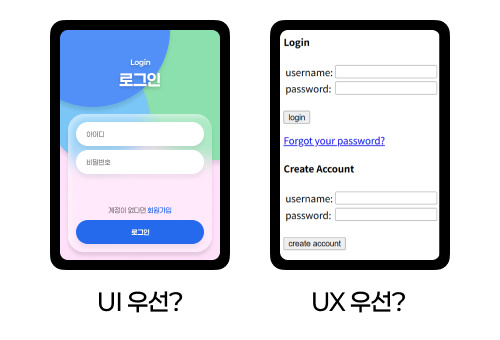 Login
로그인
아이디
비밀번호
계정이 없다면 회원가입
로그인
UI 우선?
Login
username:
password:
login
Forgot your password?
Create Account
username:
password:
create account
UX 우선?